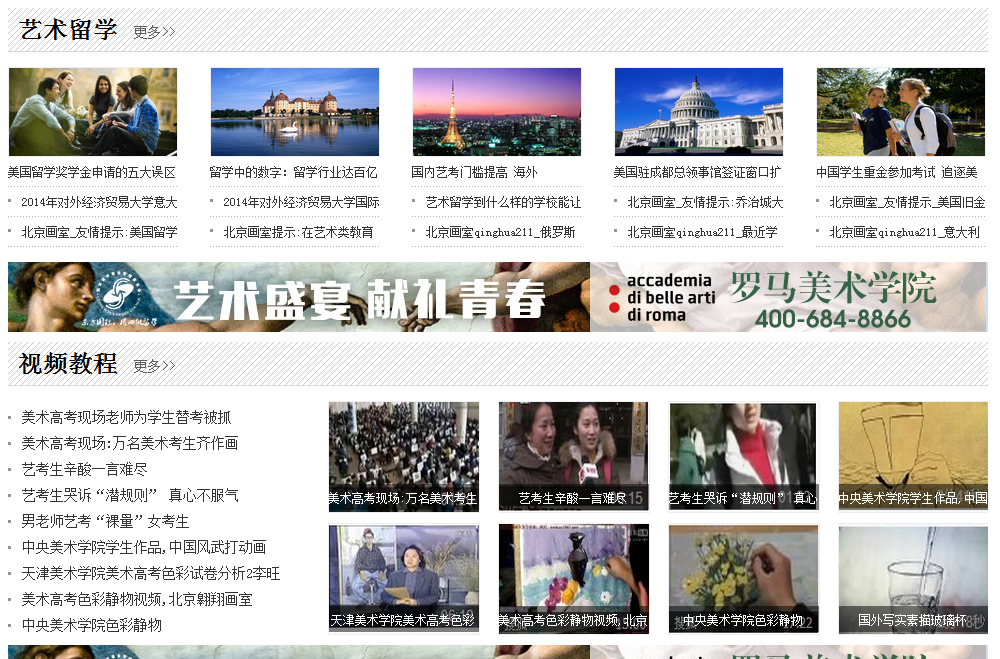 艺术留学 更多>>
美国留学奖学金申请的五大误区
留学中的数字：留学行业达百亿
国内艺考门槛提高 海外
美国驻成都总领事馆签证窗口扩
中国学生重金参加考试 追逐美
2014年对外经济贸易大学意大
2014年对外经济贸易大学国际
艺术留学到什么样的学校能让
北京画室_友情提示:乔治城大
北京画室_友情提示_美国旧金
北京画室_友情提示:美国留学
北京画室提示:在艺术类教育
北京画室qinghua211_俄罗斯
北京画室qinghua211_最近学
北京画室qinghua211_意大利
艺术盛宴 献礼青春
accademia
di belle arti
di roma
罗马美术学院
400-684-8866
视频教程 更多>>
美术高考现场老师为学生替考被抓
美术高考现场:万名美术考生齐作画
艺考生辛酸一言难尽
艺考生哭诉“潜规则” 真心不服气
男老师艺考“裸量”女考生
中央美术学院学生作品,中国风武打动画
天津美术学院美术高考色彩试卷分析2李旺
美术高考色彩静物视频,北京翱翔画室
中央美术学院色彩静物
美术高考现场:万名美术考生
艺考生辛酸一言难尽
艺考生哭诉“潜规则” 真心
中央美术学院学生作品,中国
天津美术学院美术高考色彩
美术高考色彩静物视频,北京
中央美术学院色彩静物
国外写实素描玻璃杯